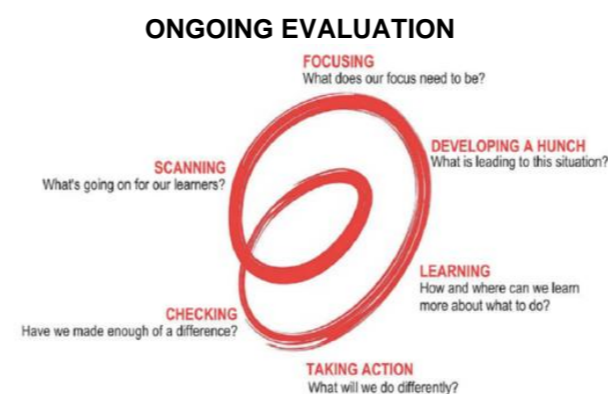 ONGOING EVALUATION
FOCUSING
What does our focus need to be?
DEVELOPING A HUNCH
What is leading to this situation?
SCANNING
What's going on for our learners?
LEARNING
How and where can we learn
more about what to do?
CHECKING
Have we made enough of a difference?
TAKING ACTION
What will we do differently?